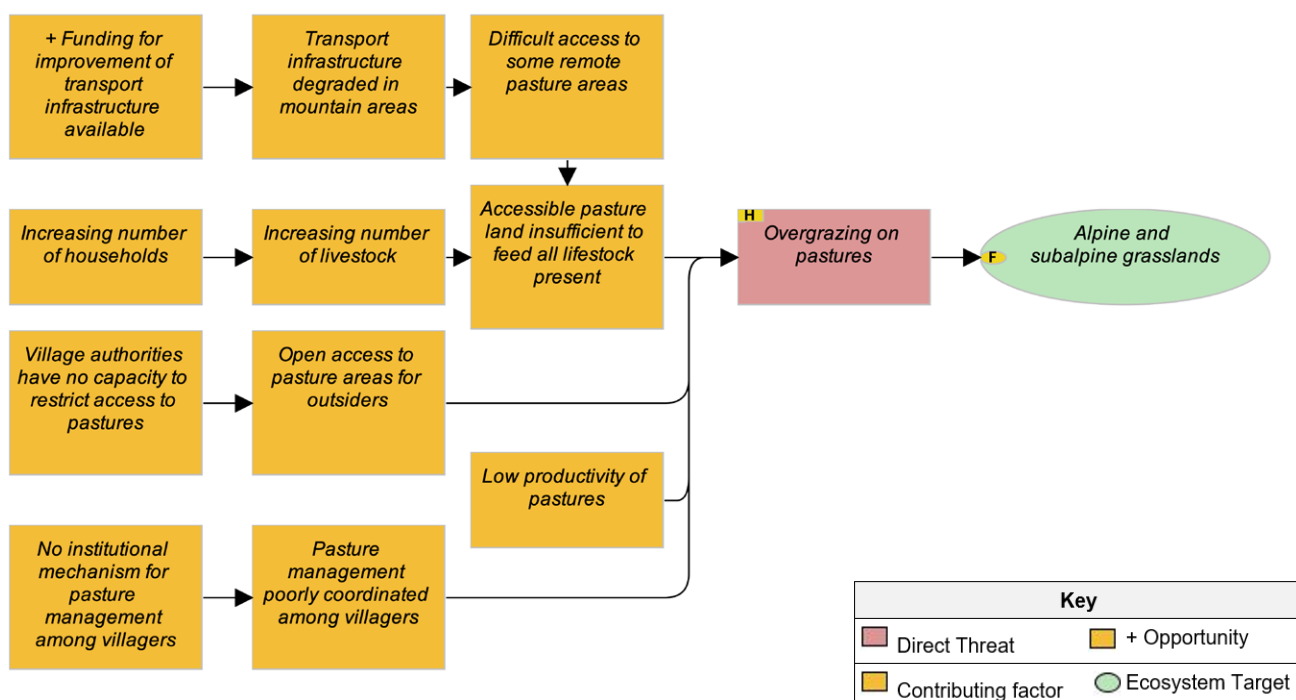 + Funding for
improvement of
transport
infrastructure
available
Transport
infrastructure
degraded in
mountain areas
Difficult access to
some remote
pasture areas
Increasing number
of households
Increasing number
of livestock
Accessible pasture
land insufficient to
feed all lifestock
present
H
Overgrazing on
pastures
F
Alpine and
subalpine grasslands
Village authorities
have no capacity to
restrict access to
pastures
Open access to
pasture areas for
outsiders
Low productivity of
pastures
No institutional
mechanism for
pasture
management
among villagers
Pasture
management
poorly coordinated
among villagers
Key
Direct Threat
+ Opportunity
Contributing factor
Ecosystem Target